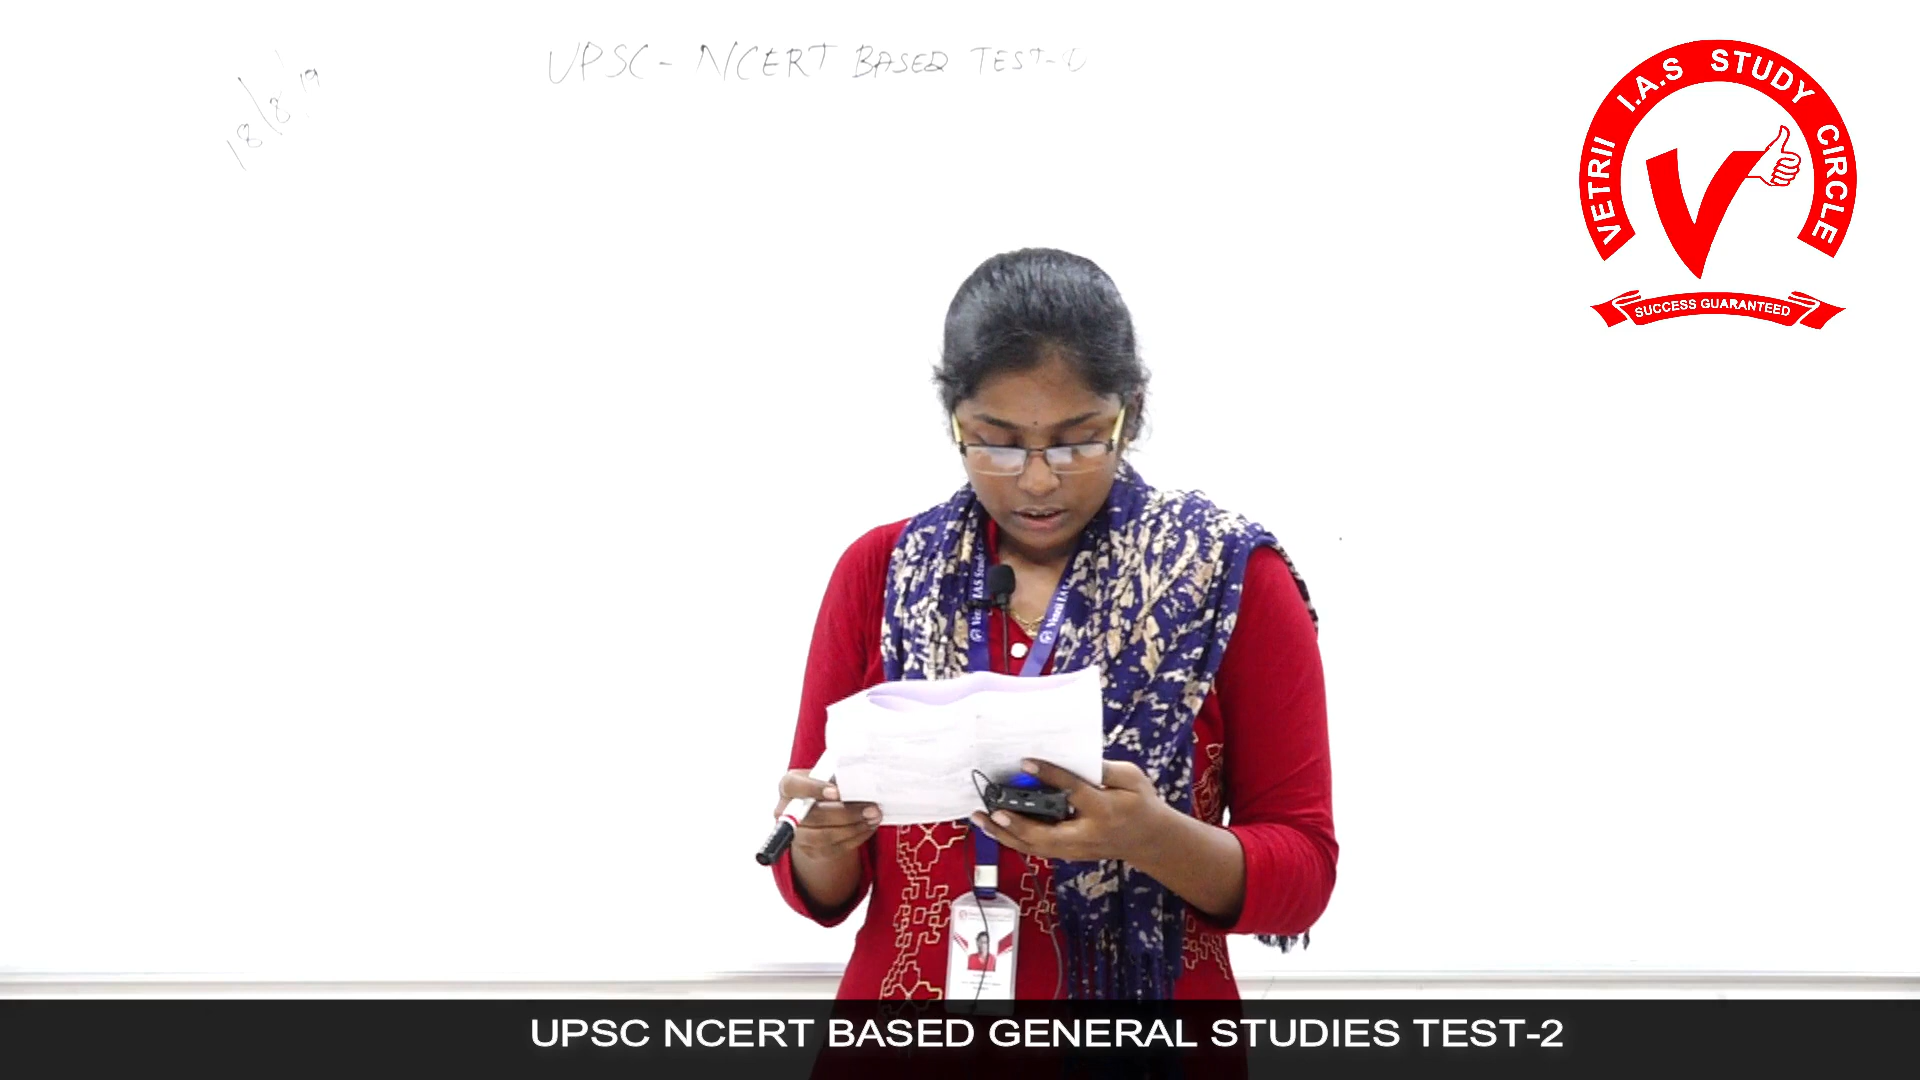 18/8/19
UPSC - NCERT BASED TEST-
VETRII I.A.S STUDY CIRCLE
SUCCESS GUARANTEED
UPSC NCERT BASED GENERAL STUDIES TEST-2